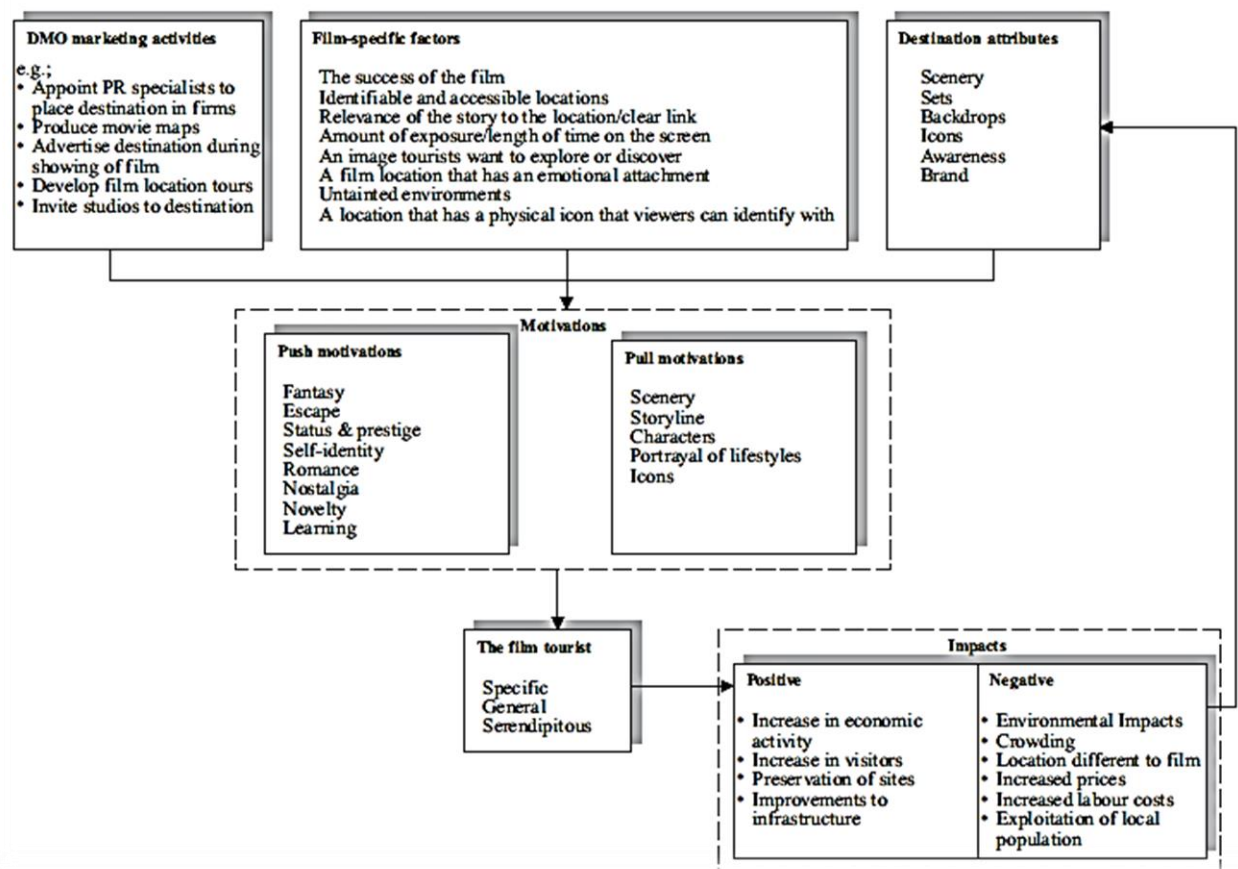 DMO marketing activities
e.g.;
• Appoint PR specialists to
place destination in firms
• Produce movie maps
• Advertise destination during
showing of film
• Develop film location tours
• Invite studios to destination
Film-specific factors
The success of the film
Identifiable and accessible locations
Relevance of the story to the location/clear link
Amount of exposure/length of time on the screen
An image tourists want to explore or discover
A film location that has an emotional attachment
Untainted environments
A location that has a physical icon that viewers can identify with
Destination attributes
Scenery
Sets
Backdrops
Icons
Awareness
Brand
Motivations
Push motivations
Fantasy
Escape
Status & prestige
Self-identity
Romance
Nostalgia
Novelty
Learning
Pull motivations
Scenery
Storyline
Characters
Portrayal of lifestyles
Icons
The film tourist
Specific
General
Serendipitous
Impacts
Positive
• Increase in economic
activity
• Increase in visitors
• Preservation of sites
• Improvements to
infrastructure
Negative
• Environmental Impacts
• Crowding
• Location different to film
• Increased prices
• Increased labour costs
• Exploitation of local
population